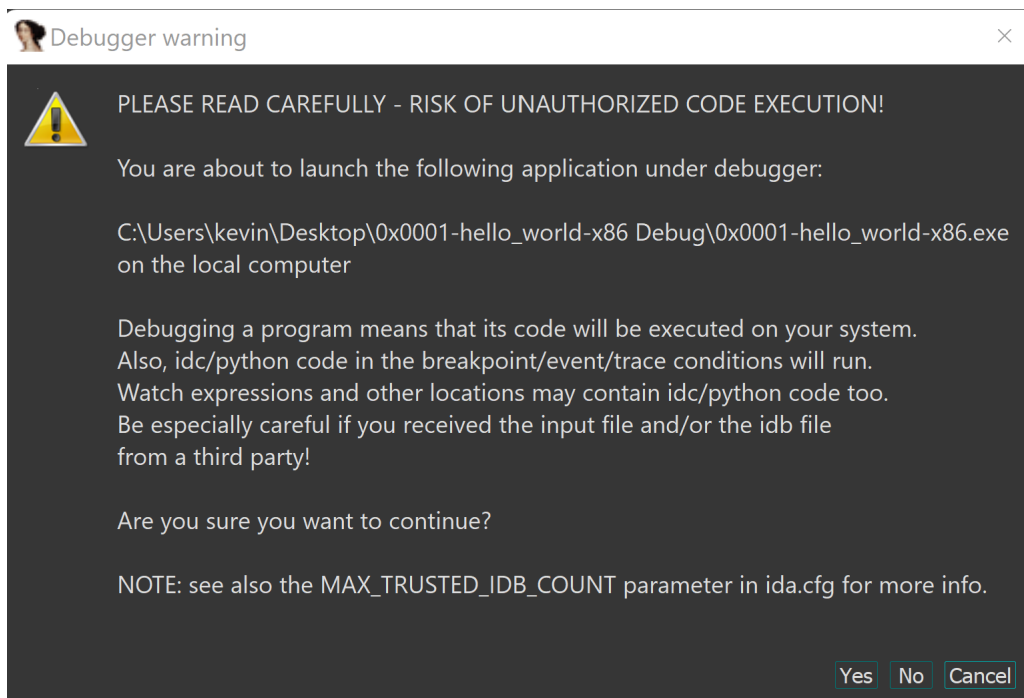 Debugger warning
PLEASE READ CAREFULLY - RISK OF UNAUTHORIZED CODE EXECUTION!
You are about to launch the following application under debugger:
C:\Users\kevin\Desktop\0x0001-hello_world-x86 Debug\0x0001-hello_world-x86.exe
on the local computer
Debugging a program means that its code will be executed on your system.
Also, idc/python code in the breakpoint/event/trace conditions will run.
Watch expressions and other locations may contain idc/python code too.
Be especially careful if you received the input file and/or the idb file
from a third party!
Are you sure you want to continue?
NOTE: see also the MAX_TRUSTED_IDB_COUNT parameter in ida.cfg for more info.
Yes No Cancel